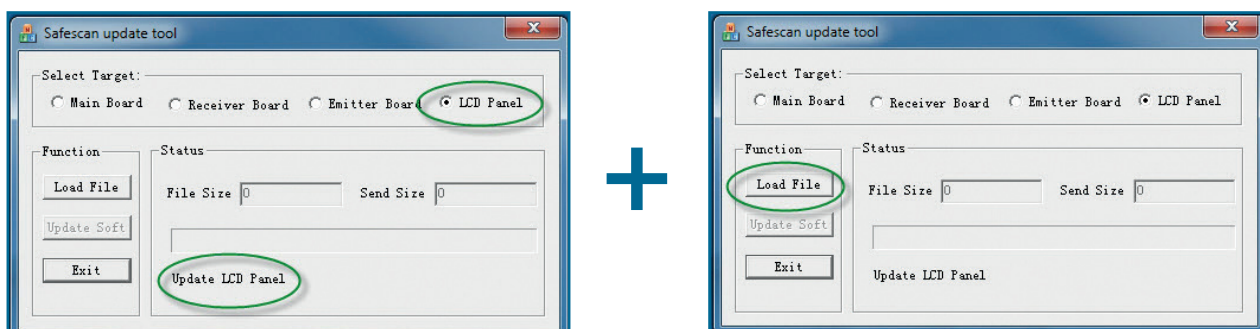 Safescan update tool
Select Target:
Main Board Receiver Board Emitter Board LCD Panel
Function Status
Load File File Size 0 Send Size 0
Update Soft
Exit Update LCD Panel
+
Safescan update tool
Select Target:
Main Board Receiver Board Emitter Board LCD Panel
Function Status
Load File File Size 0 Send Size 0
Update Soft
Exit Update LCD Panel